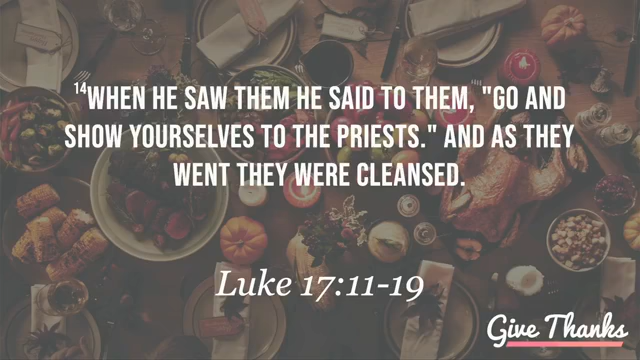 14WHEN HE SAW THEM HE SAID TO THEM, "GO AND
SHOW YOURSELVES TO THE PRIESTS." AND AS THEY
WENT THEY WERE CLEANSED.
Luke 17:11-19
Give Thanks